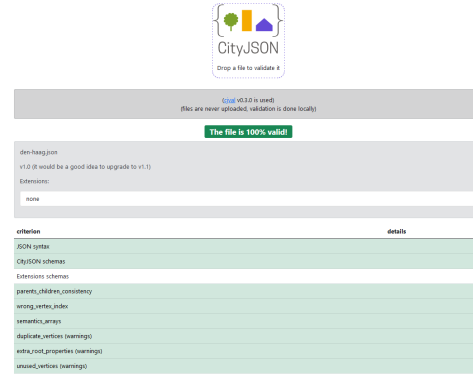 CityJSON
Drop a file to validate it
(cjval v0.3.0 is used)
(files are never uploaded, validation is done locally)
The file is 100% valid!
den-haag.json
v1.0 (it would be a good idea to upgrade to v1.1)
Extensions:
none
criterion details
JSON syntax
CityJSON schemas
Extensions schemas
parents_children_consistency
wrong_vertex_index
semantics_arrays
duplicate_vertices (warnings)
extra_root_properties (warnings)
unused_vertices (warnings)